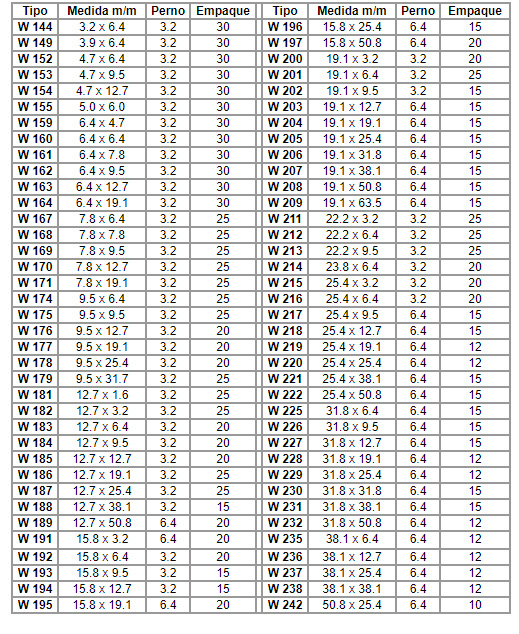 Tipo Medida m/m Perno Empaque Tipo Medida m/m Perno Empaque
W 144 3.2 x 6.4 3.2 30 W 196 15.8 x 25.4 6.4 15
W 149 3.9 x 6.4 3.2 30 W 197 15.8 x 50.8 6.4 20
W 152 4.7 x 6.4 3.2 30 W 200 19.1 x 3.2 3.2 20
W 153 4.7 x 9.5 3.2 30 W 201 19.1 x 6.4 3.2 25
W 154 4.7 x 12.7 3.2 30 W 202 19.1 x 9.5 3.2 15
W 155 5.0 x 6.0 3.2 30 W 203 19.1 x 12.7 6.4 15
W 159 6.4 x 4.7 3.2 30 W 204 19.1 x 19.1 6.4 15
W 160 6.4 x 6.4 3.2 30 W 205 19.1 x 25.4 6.4 15
W 161 6.4 x 7.8 3.2 30 W 206 19.1 x 31.8 6.4 15
W 162 6.4 x 9.5 3.2 30 W 207 19.1 x 38.1 6.4 15
W 163 6.4 x 12.7 3.2 30 W 208 19.1 x 50.8 6.4 15
W 164 6.4 x 19.1 3.2 30 W 209 19.1 x 63.5 6.4 15
W 167 7.8 x 6.4 3.2 25 W 211 22.2 x 3.2 3.2 25
W 168 7.8 x 7.8 3.2 25 W 212 22.2 x 6.4 3.2 25
W 169 7.8 x 9.5 3.2 25 W 213 22.2 x 9.5 3.2 25
W 170 7.8 x 12.7 3.2 25 W 214 23.8 x 6.4 3.2 20
W 171 7.8 x 19.1 3.2 25 W 215 25.4 x 3.2 3.2 20
W 174 9.5 x 6.4 3.2 25 W 216 25.4 x 6.4 3.2 20
W 175 9.5 x 9.5 3.2 25 W 217 25.4 x 9.5 6.4 15
W 176 9.5 x 12.7 3.2 20 W 218 25.4 x 12.7 6.4 15
W 177 9.5 x 19.1 3.2 20 W 219 25.4 x 19.1 6.4 12
W 178 9.5 x 25.4 3.2 20 W 220 25.4 x 25.4 6.4 12
W 179 9.5 x 31.7 3.2 25 W 221 25.4 x 38.1 6.4 15
W 181 12.7 x 1.6 3.2 25 W 222 25.4 x 50.8 6.4 15
W 182 12.7 x 3.2 3.2 25 W 225 31.8 x 6.4 6.4 15
W 183 12.7 x 6.4 3.2 20 W 226 31.8 x 9.5 6.4 15
W 184 12.7 x 9.5 3.2 20 W 227 31.8 x 12.7 6.4 15
W 185 12.7 x 12.7 3.2 20 W 228 31.8 x 19.1 6.4 12
W 186 12.7 x 19.1 3.2 25 W 229 31.8 x 25.4 6.4 12
W 187 12.7 x 25.4 3.2 25 W 230 31.8 x 31.8 6.4 15
W 188 12.7 x 38.1 3.2 15 W 231 31.8 x 38.1 6.4 15
W 189 12.7 x 50.8 6.4 20 W 232 31.8 x 50.8 6.4 12
W 191 15.8 x 3.2 6.4 20 W 235 38.1 x 6.4 6.4 12
W 192 15.8 x 6.4 3.2 20 W 236 38.1 x 12.7 6.4 12
W 193 15.8 x 9.5 3.2 15 W 237 38.1 x 25.4 6.4 12
W 194 15.8 x 12.7 3.2 15 W 238 38.1 x 38.1 6.4 12
W 195 15.8 x 19.1 6.4 20 W 242 50.8 x 25.4 6.4 10